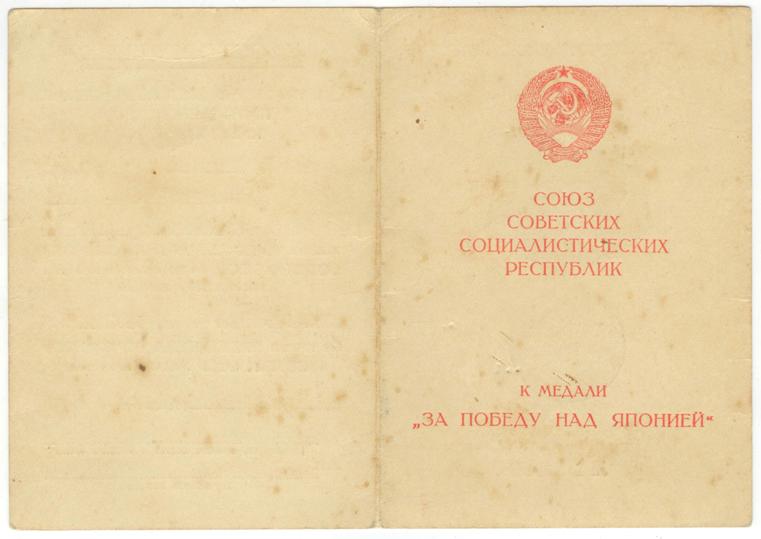 СОЮЗ
СОВЕТСКИХ
СОЦИАЛИСТИЧЕСКИХ
РЕСПУБЛИК
К МЕДАЛИ
„ЗА ПОБЕДУ НАД ЯПОНИЕЙ“